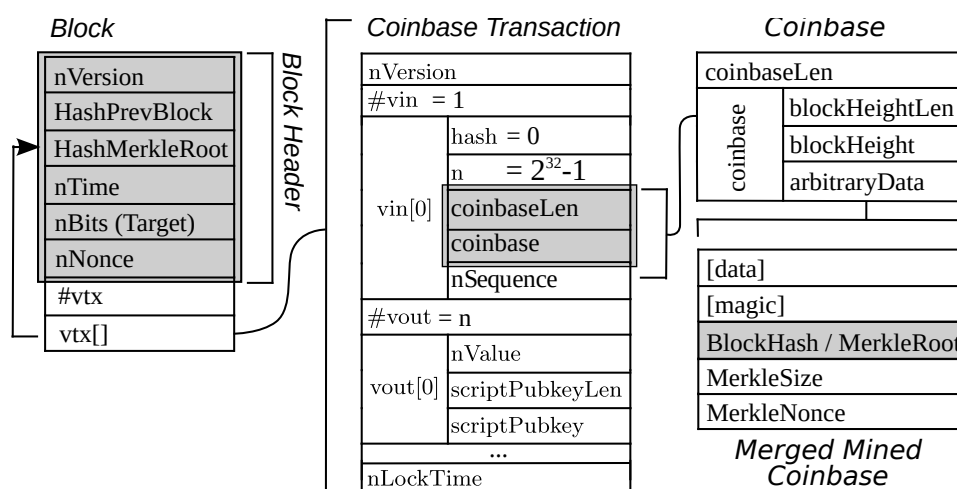 Block
nVersion
HashPrevBlock
HashMerkleRoot
nTime
nBits (Target)
nNonce
#vtx
vtx[]
Block Header
Coinbase Transaction
nVersion
#vin = 1
vin[0]
hash = 0
n = 2³²-1
coinbaseLen
coinbase
nSequence
#vout = n
vout[0]
nValue
scriptPubkeyLen
scriptPubkey
...
nLockTime
Coinbase
coinbaseLen
coinbase
blockHeightLen
blockHeight
arbitraryData
[data]
[magic]
BlockHash / MerkleRoot
MerkleSize
MerkleNonce
Merged Mined
Coinbase